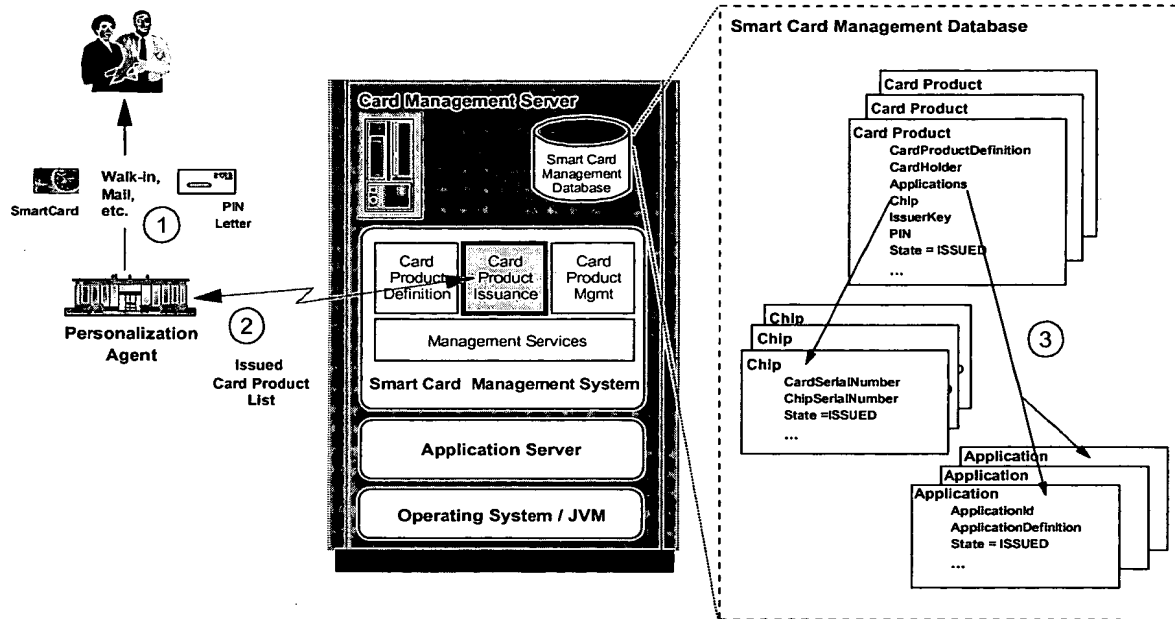 Smart Card Management Database
Card Product
Card Product
Card Product
CardProductDefinition
CardHolder
Applications
Chip
IssuerKey
PIN
State = ISSUED
...
Card Management Server
Smart Card
Management
Database
Walk-in,
Mail,
etc.
SmartCard
PIN
Letter
1
Card
Product
Definition
Card
Product
Issuance
Card
Product
Mgmt
Management Services
Smart Card Management System
Personalization
Agent
2
Issued
Card Product
List
Application Server
Operating System / JVM
Chip
Chip
Chip
CardSerialNumber
ChipSerialNumber
State =ISSUED
...
3
Application
Application
Application
ApplicationId
ApplicationDefinition
State = ISSUED
...